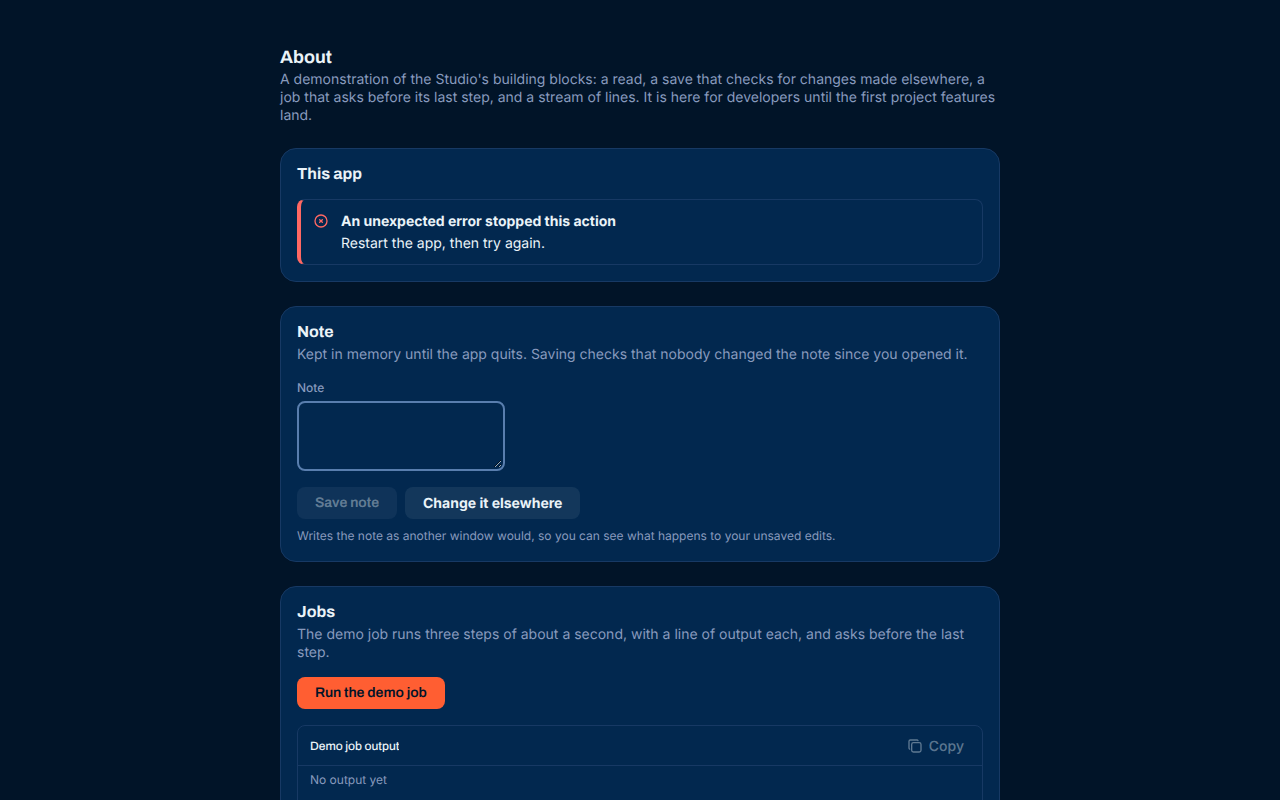 About
A demonstration of the Studio's building blocks: a read, a save that checks for changes made elsewhere, a
job that asks before its last step, and a stream of lines. It is here for developers until the first project features
land.
This app
An unexpected error stopped this action
Restart the app, then try again.
Note
Kept in memory until the app quits. Saving checks that nobody changed the note since you opened it.
Note
Save note
Change it elsewhere
Writes the note as another window would, so you can see what happens to your unsaved edits.
Jobs
The demo job runs three steps of about a second, with a line of output each, and asks before the last
step.
Run the demo job
Demo job output
Copy
No output yet